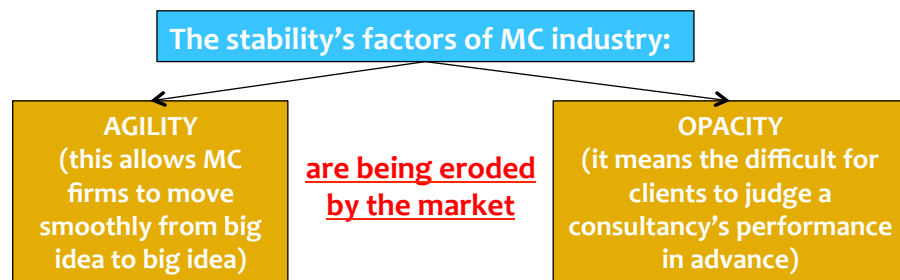 The stability’s factors of MC industry:
AGILITY
(this allows MC
firms to move
smoothly from big
idea to big idea)
are being eroded
by the market
OPACITY
(it means the difficult for
clients to judge a
consultancy’s performance
in advance)